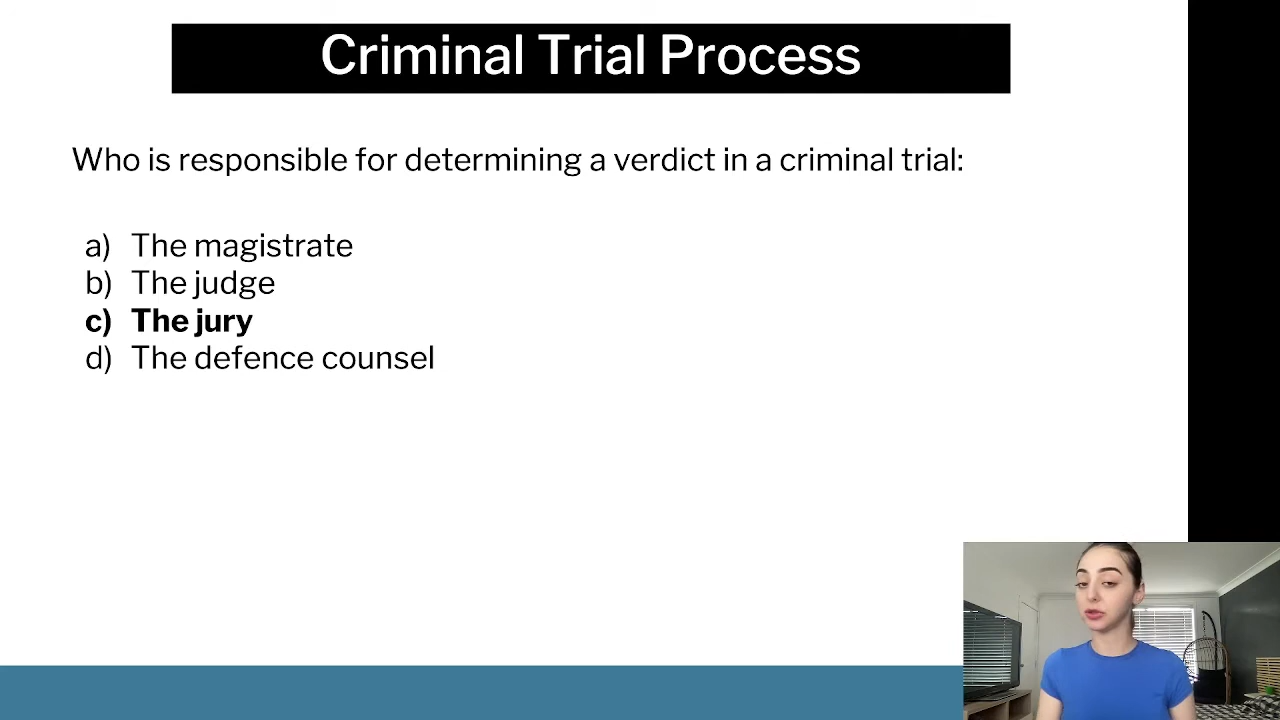 Criminal Trial Process
Who is responsible for determining a verdict in a criminal trial:
a) The magistrate
b) The judge
c) The jury
d) The defence counsel